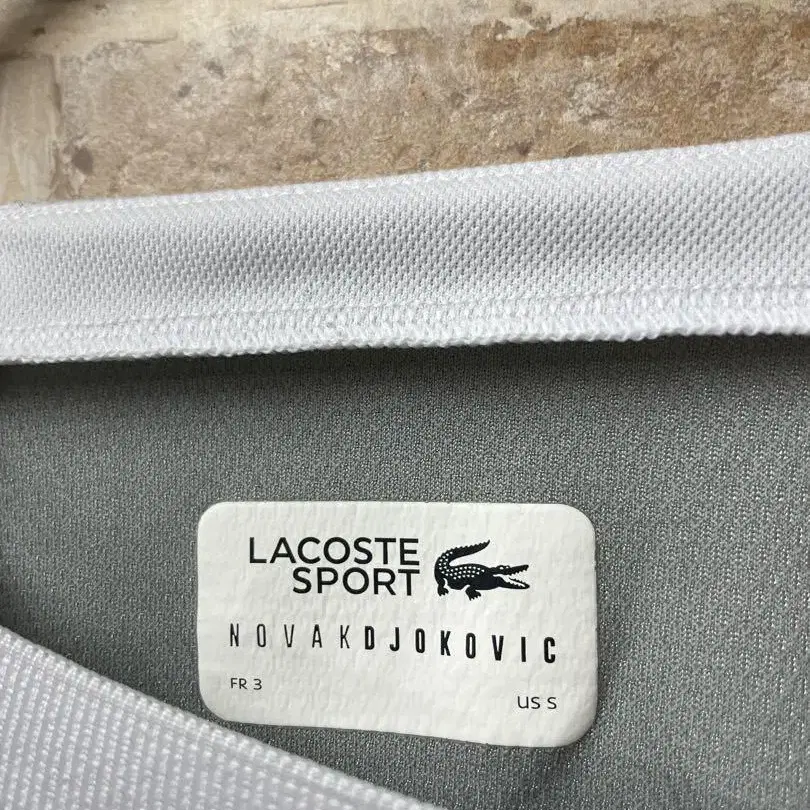 LACOSTE
SPORT
NOVAKDJOKOVIC
FR 3
US S